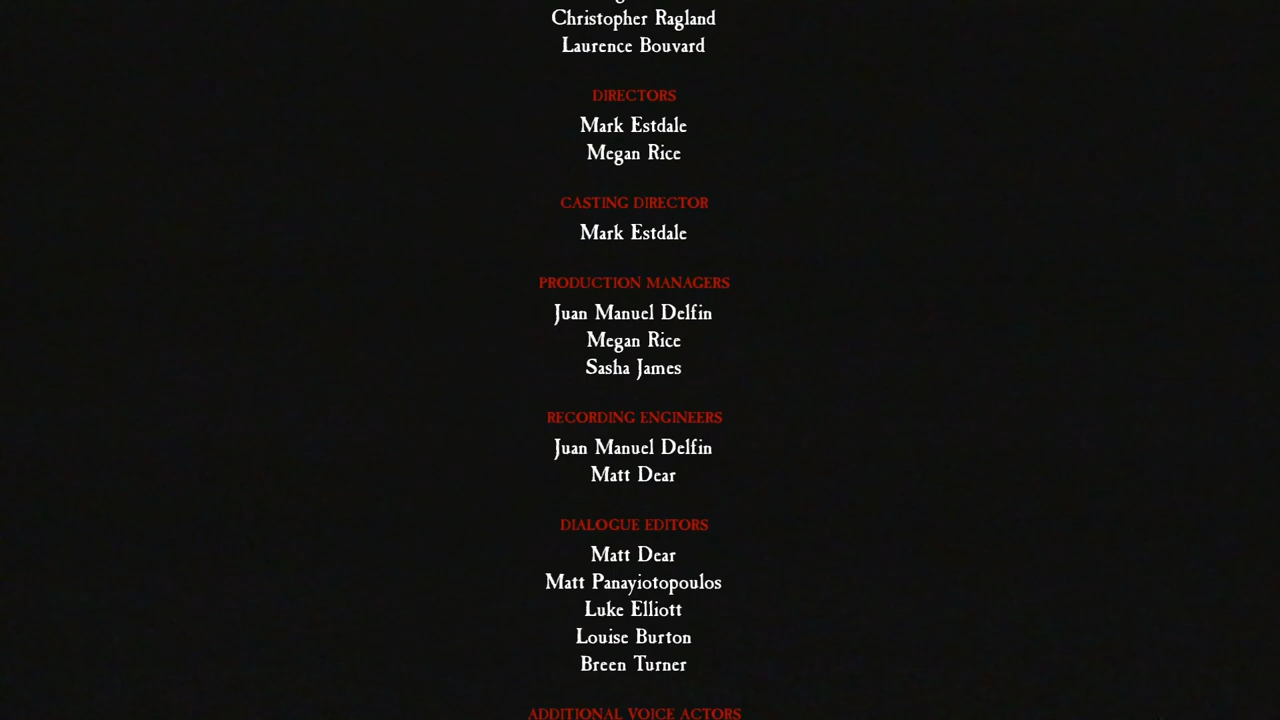 Christopher Ragland
Laurence Bouvard
DIRECTORS
Mark Estdale
Megan Rice
CASTING DIRECTOR
Mark Estdale
PRODUCTION MANAGERS
Juan Manuel Delfin
Megan Rice
Sasha James
RECORDING ENGINEERS
Juan Manuel Delfin
Matt Dear
DIALOGUE EDITORS
Matt Dear
Matt Panayiotopoulos
Luke Elliott
Louise Burton
Breen Turner
ADDITIONAL VOICE ACTORS